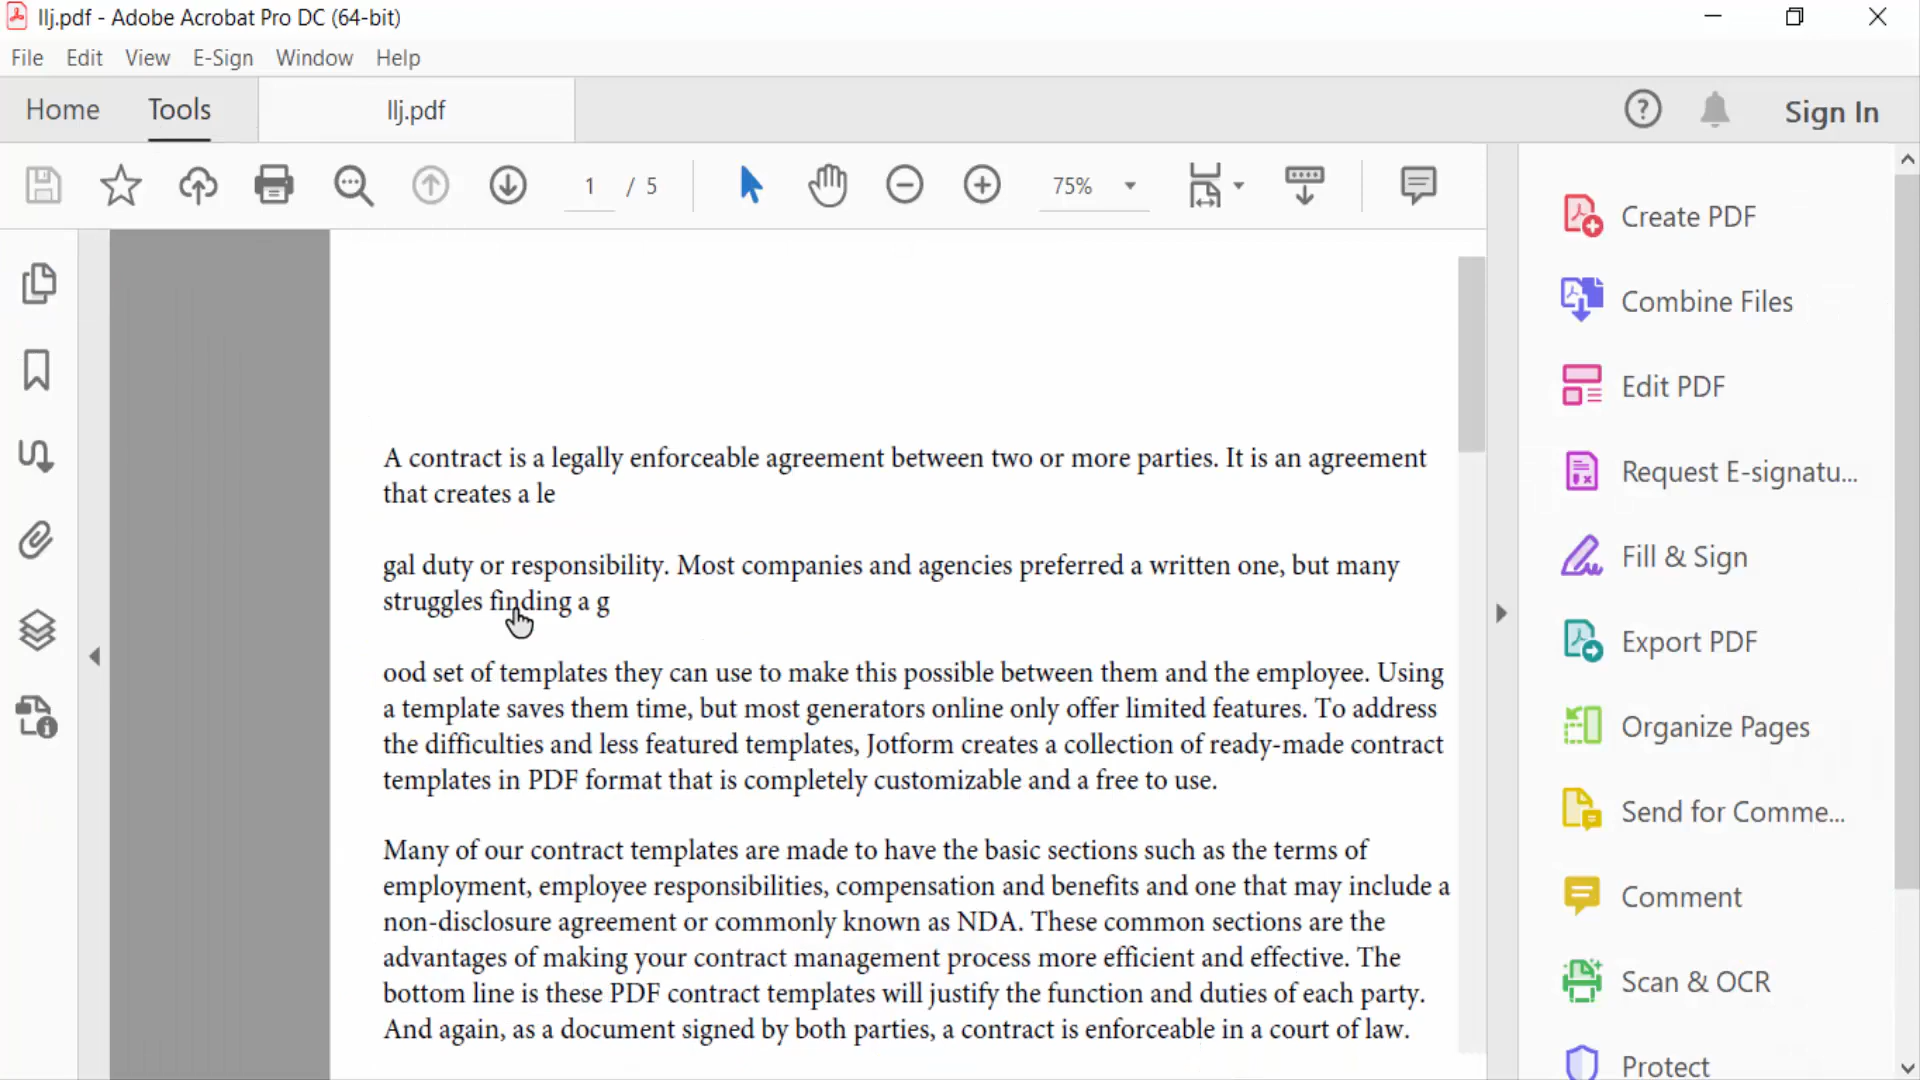 llj.pdf - Adobe Acrobat Pro DC (64-bit)
File Edit View E-Sign Window Help
Home Tools llj.pdf Sign In
1 / 5 75%
Create PDF
Combine Files
Edit PDF
Request E-signatu...
Fill & Sign
Export PDF
Organize Pages
Send for Comme...
Comment
Scan & OCR
Protect
A contract is a legally enforceable agreement between two or more parties. It is an agreement
that creates a le
gal duty or responsibility. Most companies and agencies preferred a written one, but many
struggles finding a g
ood set of templates they can use to make this possible between them and the employee. Using
a template saves them time, but most generators online only offer limited features. To address
the difficulties and less featured templates, Jotform creates a collection of ready-made contract
templates in PDF format that is completely customizable and a free to use.
Many of our contract templates are made to have the basic sections such as the terms of
employment, employee responsibilities, compensation and benefits and one that may include a
non-disclosure agreement or commonly known as NDA. These common sections are the
advantages of making your contract management process more efficient and effective. The
bottom line is these PDF contract templates will justify the function and duties of each party.
And again, as a document signed by both parties, a contract is enforceable in a court of law.